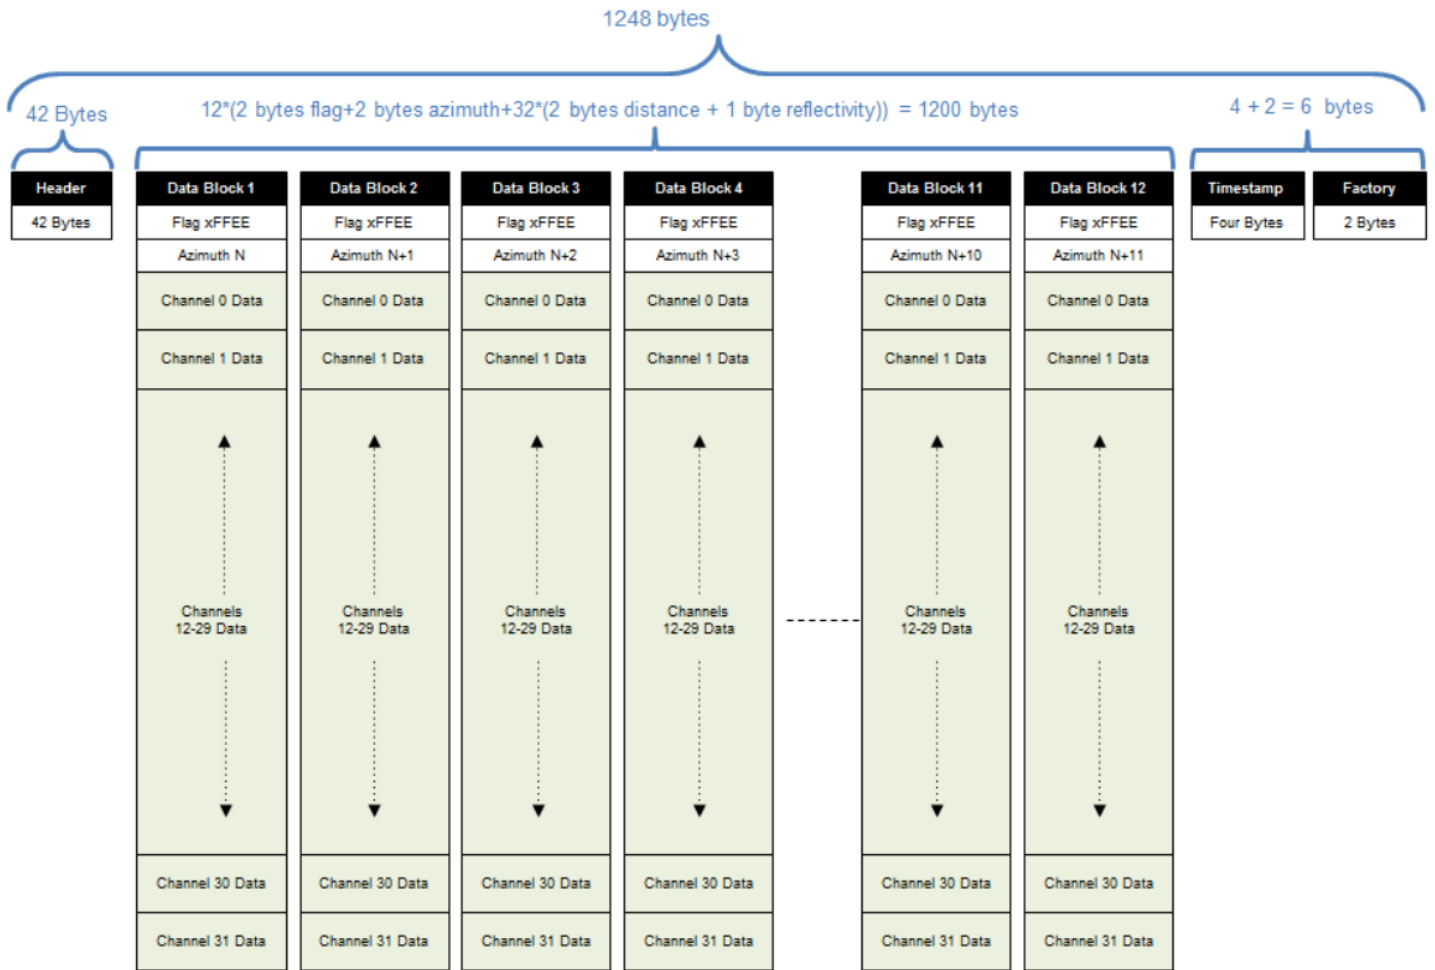 1248 bytes
42 Bytes
12*(2 bytes flag+2 bytes azimuth+32*(2 bytes distance + 1 byte reflectivity)) = 1200 bytes
4 + 2 = 6 bytes
Header
42 Bytes
Data Block 1
Flag xFFEE
Azimuth N
Channel 0 Data
Channel 1 Data
Channels
12-29 Data
Channel 30 Data
Channel 31 Data
Data Block 2
Flag xFFEE
Azimuth N+1
Channel 0 Data
Channel 1 Data
Channels
12-29 Data
Channel 30 Data
Channel 31 Data
Data Block 3
Flag xFFEE
Azimuth N+2
Channel 0 Data
Channel 1 Data
Channels
12-29 Data
Channel 30 Data
Channel 31 Data
Data Block 4
Flag xFFEE
Azimuth N+3
Channel 0 Data
Channel 1 Data
Channels
12-29 Data
Channel 30 Data
Channel 31 Data
Data Block 11
Flag xFFEE
Azimuth N+10
Channel 0 Data
Channel 1 Data
Channels
12-29 Data
Channel 30 Data
Channel 31 Data
Data Block 12
Flag xFFEE
Azimuth N+11
Channel 0 Data
Channel 1 Data
Channels
12-29 Data
Channel 30 Data
Channel 31 Data
Timestamp
Four Bytes
Factory
2 Bytes